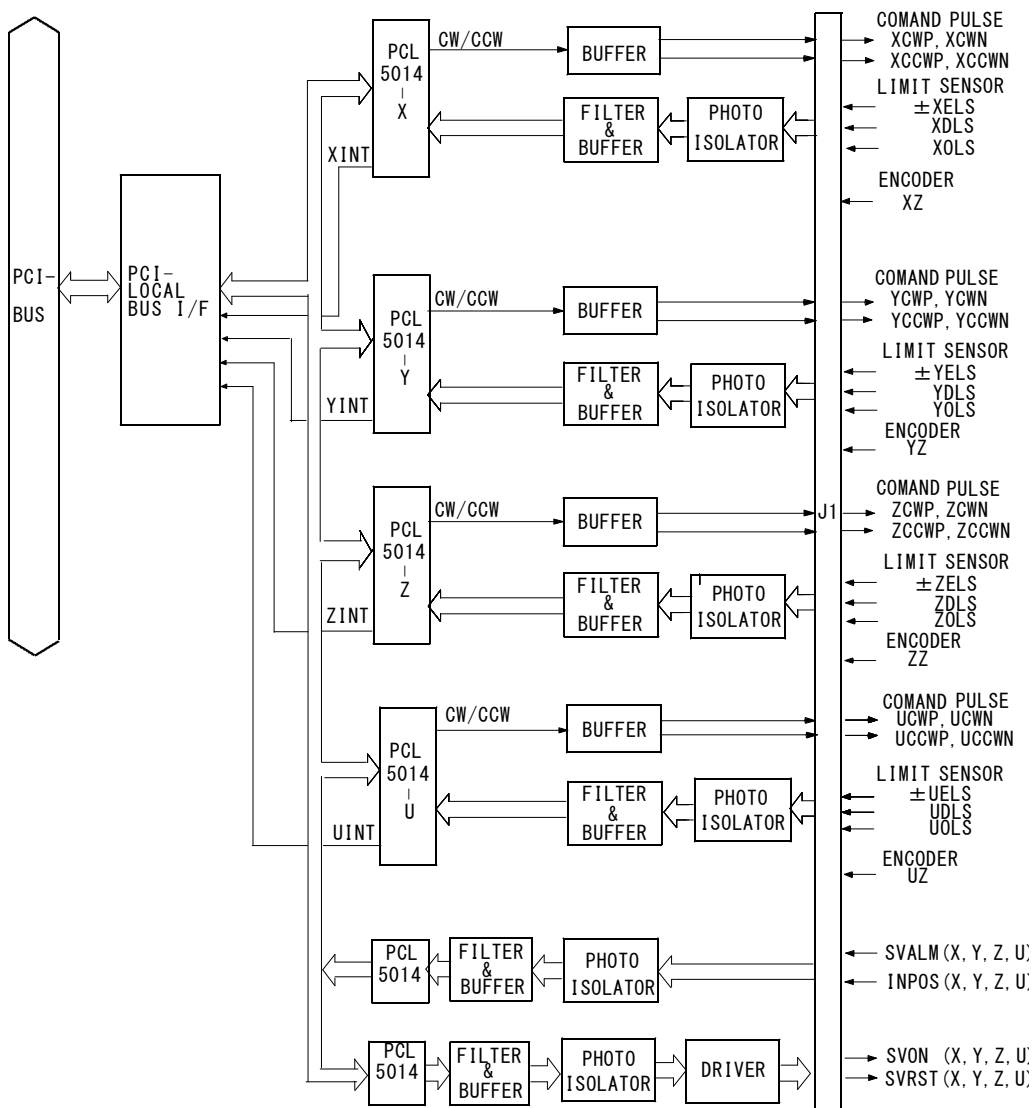 PCI-
BUS
PCI-
LOCAL
BUS I/F
PCL
5014
-
X
CW/CCW
BUFFER
FILTER
&
BUFFER
PHOTO
ISOLATOR
XINT
COMAND PULSE
XCWP, XCWN
XCCWP, XCCWN
LIMIT SENSOR
±XELS
XDLS
XOLS
ENCODER
XZ
PCL
5014
-
Y
CW/CCW
BUFFER
FILTER
&
BUFFER
PHOTO
ISOLATOR
YINT
COMAND PULSE
YCWP, YCWN
YCCWP, YCCWN
LIMIT SENSOR
±YELS
YDLS
YOLS
ENCODER
YZ
PCL
5014
-
Z
CW/CCW
BUFFER
FILTER
&
BUFFER
PHOTO
ISOLATOR
ZINT
J1
COMAND PULSE
ZCWP, ZCWN
ZCCWP, ZCCWN
LIMIT SENSOR
±ZELS
ZDLS
ZOLS
ENCODER
ZZ
PCL
5014
-
U
CW/CCW
BUFFER
FILTER
&
BUFFER
PHOTO
ISOLATOR
UINT
COMAND PULSE
UCWP, UCWN
UCCWP, UCCWN
LIMIT SENSOR
±UELS
UDLS
UOLS
ENCODER
UZ
PCL
5014
FILTER
&
BUFFER
PHOTO
ISOLATOR
SVALM (X, Y, Z, U)
INPOS (X, Y, Z, U)
PCL
5014
FILTER
&
BUFFER
PHOTO
ISOLATOR
DRIVER
SVON (X, Y, Z, U)
SVRST (X, Y, Z, U)